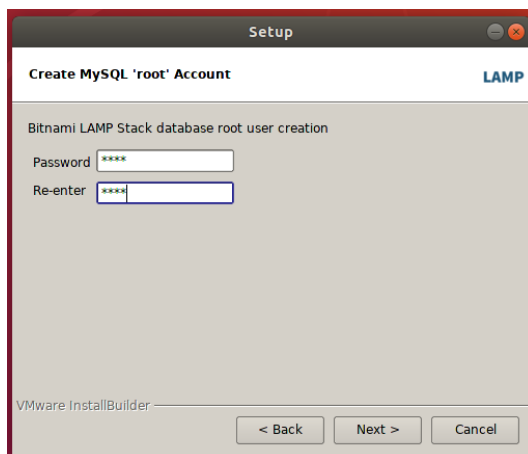 Setup
Create MySQL 'root' Account
LAMP
Bitnami LAMP Stack database root user creation
Password ****
Re-enter ****
VMware InstallBuilder
< Back Next > Cancel